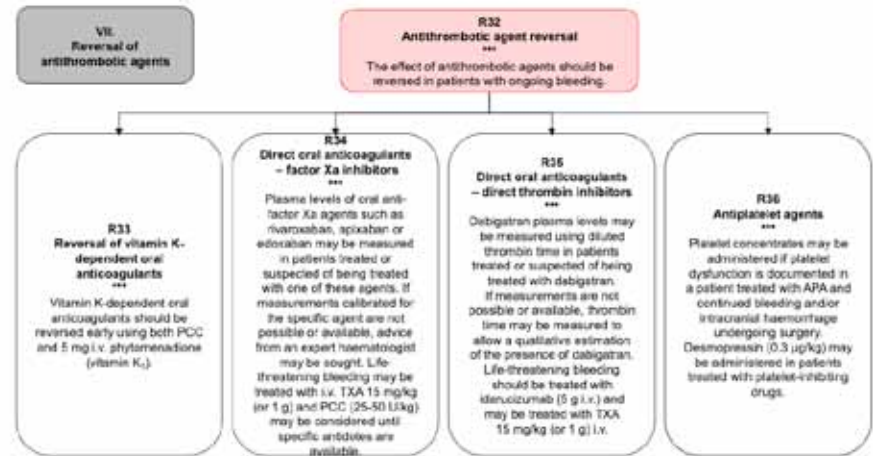 VII.
Reversal of
antithrombotic agents
R32
Antithrombotic agent reversal
***
The effect of antithrombotic agents should be
reversed in patients with ongoing bleeding.
R33
Reversal of vitamin K-
dependent oral
anticoagulants
***
Vitamin K-dependent oral
anticoagulants should be
reversed early using both PCC
and 5 mg i.v. phytomenadione
(vitamin K₁).
R34
Direct oral anticoagulants
– factor Xa inhibitors
***
Plasma levels of oral anti-
factor Xa agents such as
rivaroxaban, apixaban or
edoxaban may be measured
in patients treated or
suspected of being treated
with one of these agents. If
measurements calibrated for
the specific agent are not
possible or available, advice
from an expert haematologist
may be sought. Life-
threatening bleeding may be
treated with i.v. TXA 15 mg/kg
(or 1 g) and PCC (25-50 U/kg)
may be considered until
specific antidotes are
available.
R35
Direct oral anticoagulants
– direct thrombin inhibitors
***
Dabigatran plasma levels may
be measured using diluted
thrombin time in patients
treated or suspected of being
treated with dabigatran.
If measurements are not
possible or available, thrombin
time may be measured to
allow a qualitative estimation
of the presence of dabigatran.
Life-threatening bleeding
should be treated with
idarucizumab (5 g i.v.) and
may be treated with TXA
15 mg/kg (or 1 g) i.v.
R36
Antiplatelet agents
***
Platelet concentrates may be
administered if platelet
dysfunction is documented in
a patient treated with APA and
continued bleeding and/or
intracranial haemorrhage
undergoing surgery.
Desmopressin (0.3 µg/kg) may
be administered in patients
treated with platelet-inhibiting
drugs.